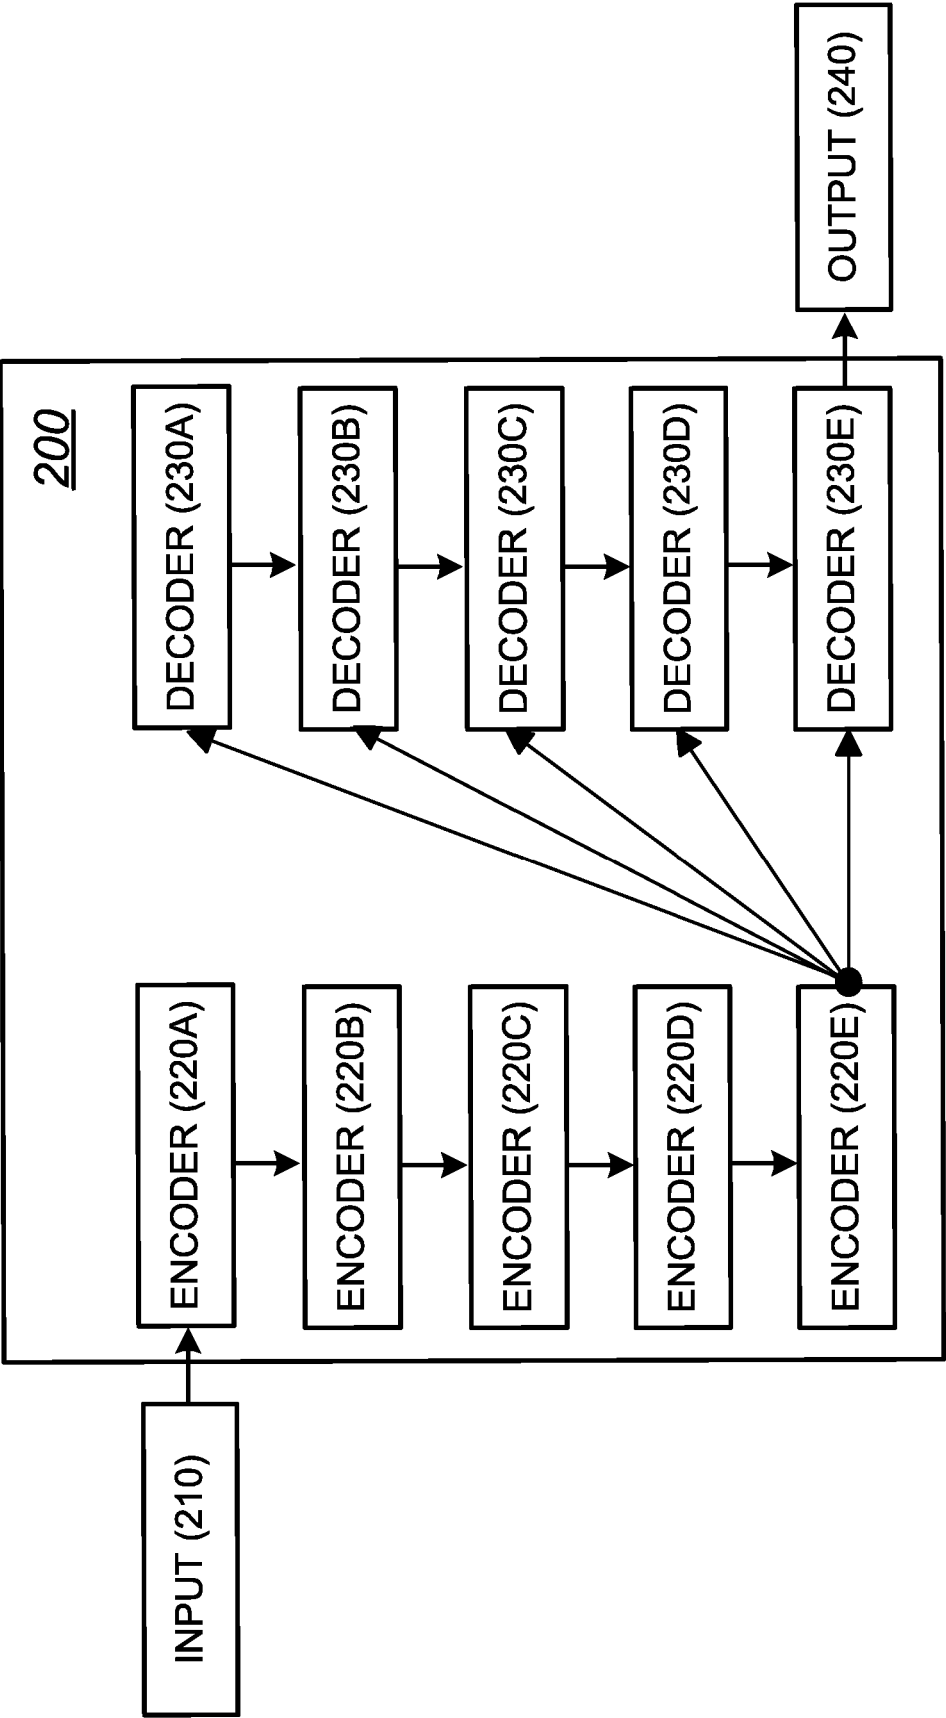 200
INPUT (210)
ENCODER (220A)
ENCODER (220B)
ENCODER (220C)
ENCODER (220D)
ENCODER (220E)
DECODER (230A)
DECODER (230B)
DECODER (230C)
DECODER (230D)
DECODER (230E)
OUTPUT (240)